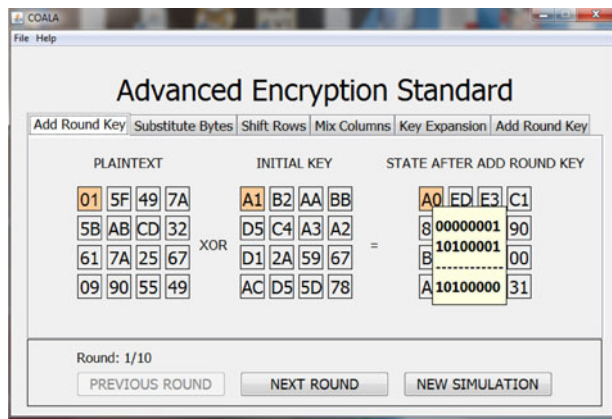 COALA
File Help
Advanced Encryption Standard
Add Round Key Substitute Bytes Shift Rows Mix Columns Key Expansion Add Round Key
PLAINTEXT INITIAL KEY STATE AFTER ADD ROUND KEY
01 5F 49 7A A1 B2 AA BB A0 ED E3 C1
5B AB CD 32 D5 C4 A3 A2 8 00000001 90
XOR =
10100001
61 7A 25 67 D1 2A 59 67 B 00
----------------
09 90 55 49 AC D5 5D 78 A 10100000 31
Round: 1/10
PREVIOUS ROUND NEXT ROUND NEW SIMULATION